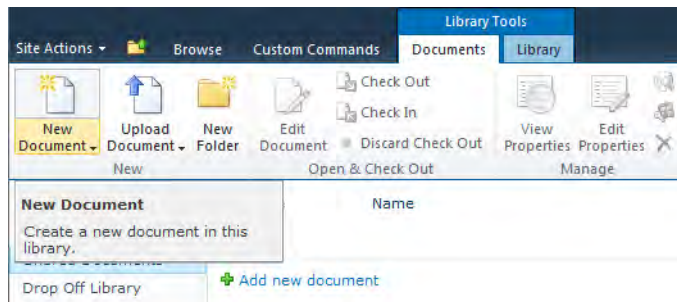 Library Tools
Site Actions Browse Custom Commands Documents Library
New Document
Upload Document
New Folder
Edit Document
Check Out
Check In
Discard Check Out
View Properties
Edit Properties
New
Open & Check Out
Manage
New Document
Create a new document in this
library.
Name
Drop Off Library
Add new document